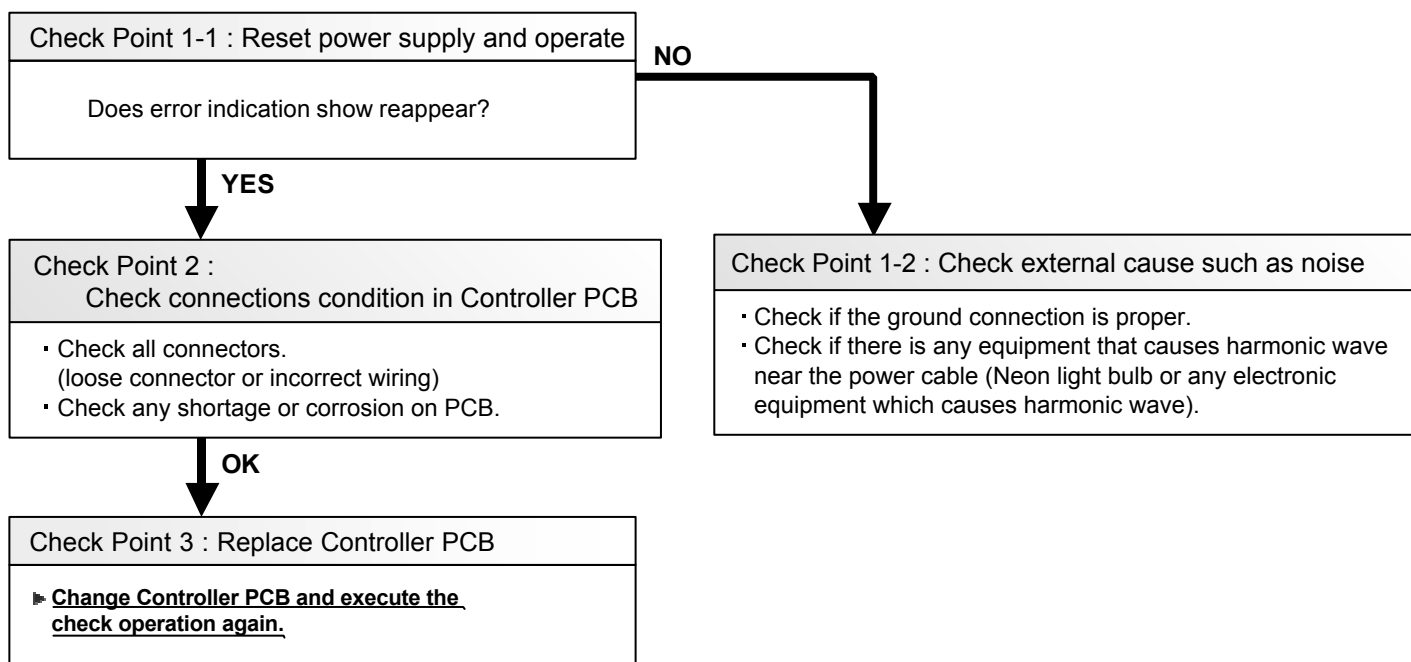 Check Point 1-1 : Reset power supply and operate
NO
Does error indication show reappear?
YES
Check Point 2 :
Check connections condition in Controller PCB
Check Point 1-2 : Check external cause such as noise
・Check all connectors.
(loose connector or incorrect wiring)
・Check any shortage or corrosion on PCB.
・Check if the ground connection is proper.
・Check if there is any equipment that causes harmonic wave
near the power cable (Neon light bulb or any electronic
equipment which causes harmonic wave).
OK
Check Point 3 : Replace Controller PCB
Change Controller PCB and execute the
check operation again.